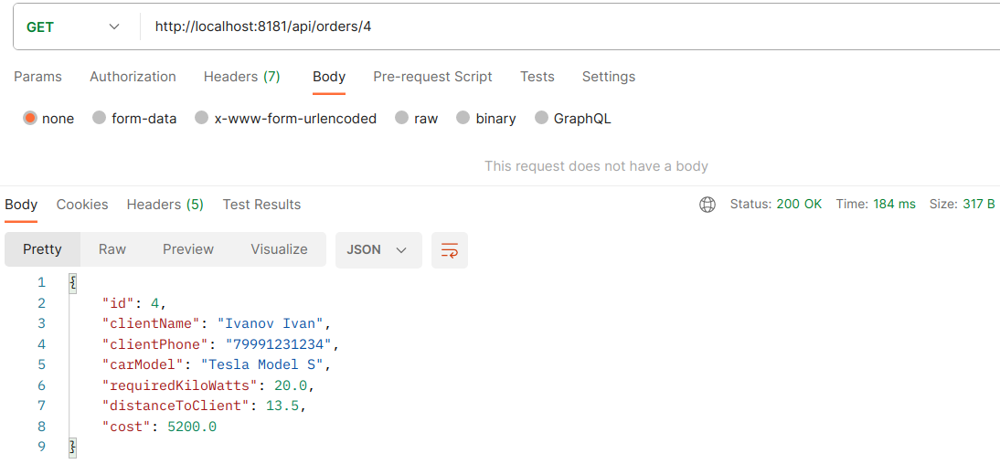 GET http://localhost:8181/api/orders/4
Params Authorization Headers (7) Body Pre-request Script Tests Settings
none form-data x-www-form-urlencoded raw binary GraphQL
This request does not have a body
Body Cookies Headers (5) Test Results Status: 200 OK Time: 184 ms Size: 317 B
Pretty Raw Preview Visualize JSON
1 {
2 "id": 4,
3 "clientName": "Ivanov Ivan",
4 "clientPhone": "79991231234",
5 "carModel": "Tesla Model S",
6 "requiredKiloWatts": 20.0,
7 "distanceToClient": 13.5,
8 "cost": 5200.0
9 }